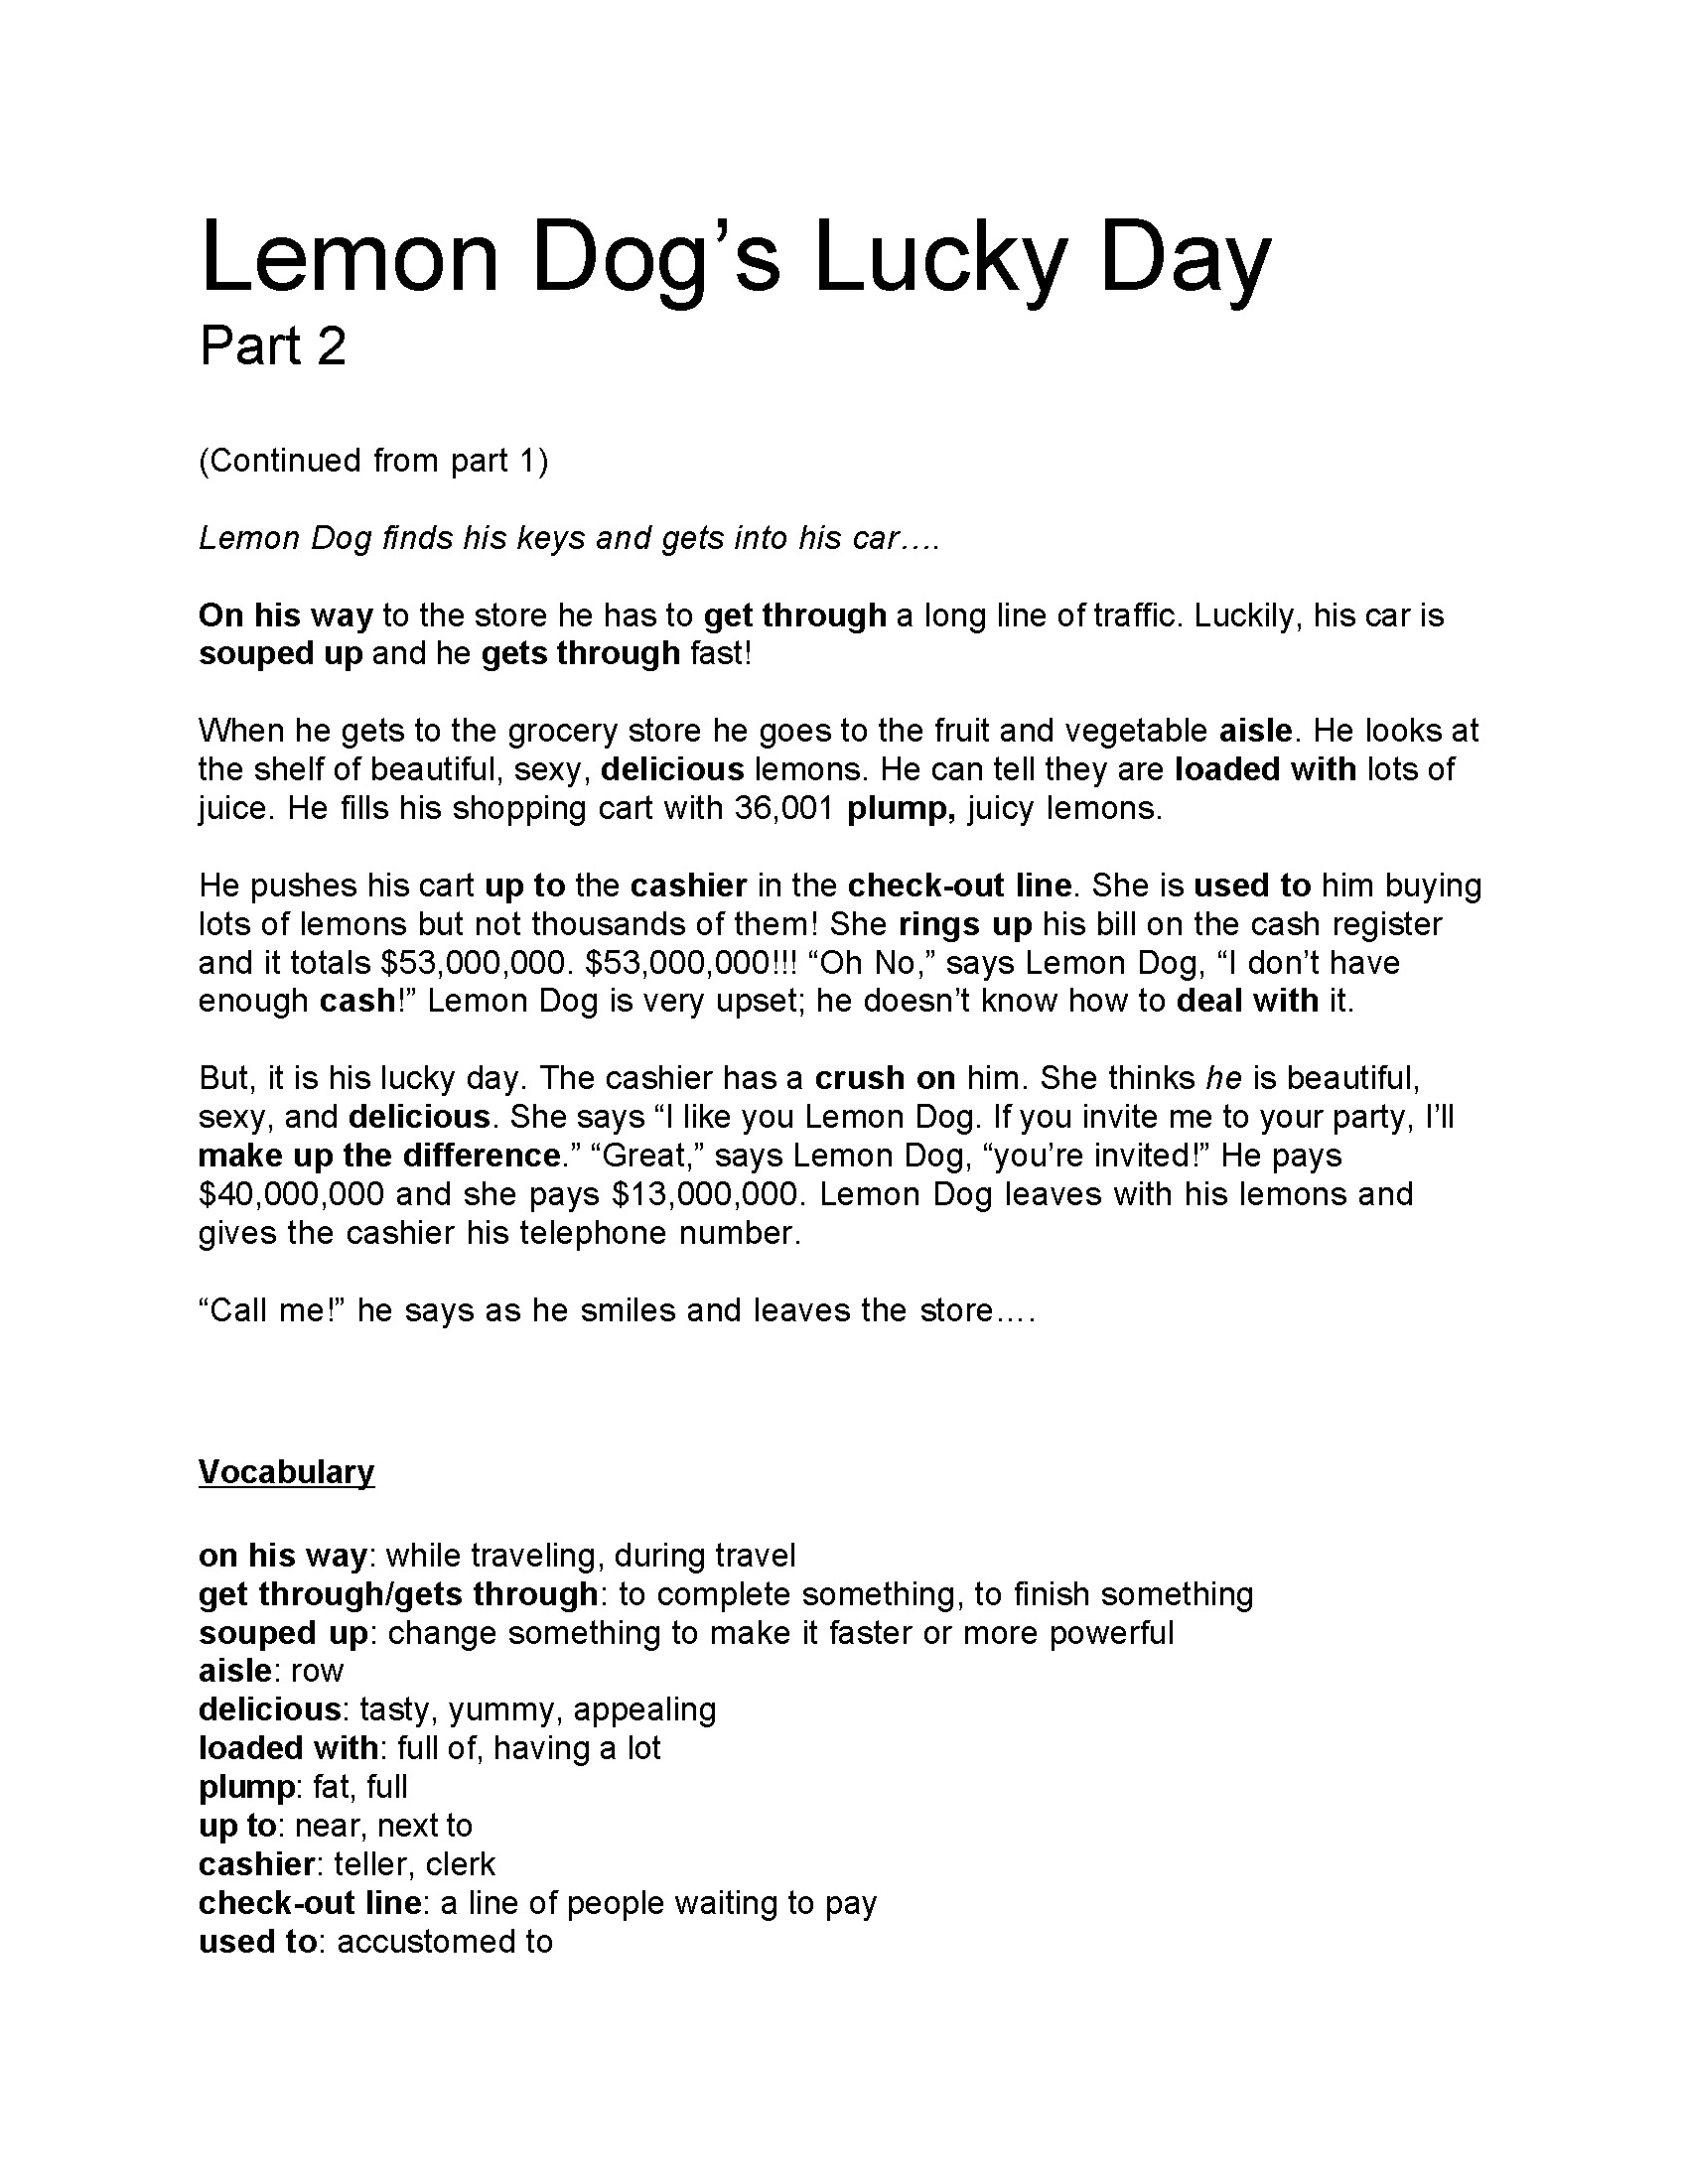 Lemon Dog’s Lucky Day
Part 2
(Continued from part 1)
Lemon Dog finds his keys and gets into his car….
On his way to the store he has to get through a long line of traffic. Luckily, his car is
souped up and he gets through fast!
When he gets to the grocery store he goes to the fruit and vegetable aisle. He looks at
the shelf of beautiful, sexy, delicious lemons. He can tell they are loaded with lots of
juice. He fills his shopping cart with 36,001 plump, juicy lemons.
He pushes his cart up to the cashier in the check-out line. She is used to him buying
lots of lemons but not thousands of them! She rings up his bill on the cash register
and it totals $53,000,000. $53,000,000!!! “Oh No,” says Lemon Dog, “I don’t have
enough cash!” Lemon Dog is very upset; he doesn’t know how to deal with it.
But, it is his lucky day. The cashier has a crush on him. She thinks he is beautiful,
sexy, and delicious. She says “I like you Lemon Dog. If you invite me to your party, I’ll
make up the difference.” “Great,” says Lemon Dog, “you’re invited!” He pays
$40,000,000 and she pays $13,000,000. Lemon Dog leaves with his lemons and
gives the cashier his telephone number.
“Call me!” he says as he smiles and leaves the store….
Vocabulary
on his way: while traveling, during travel
get through/gets through: to complete something, to finish something
souped up: change something to make it faster or more powerful
aisle: row
delicious: tasty, yummy, appealing
loaded with: full of, having a lot
plump: fat, full
up to: near, next to
cashier: teller, clerk
check-out line: a line of people waiting to pay
used to: accustomed to